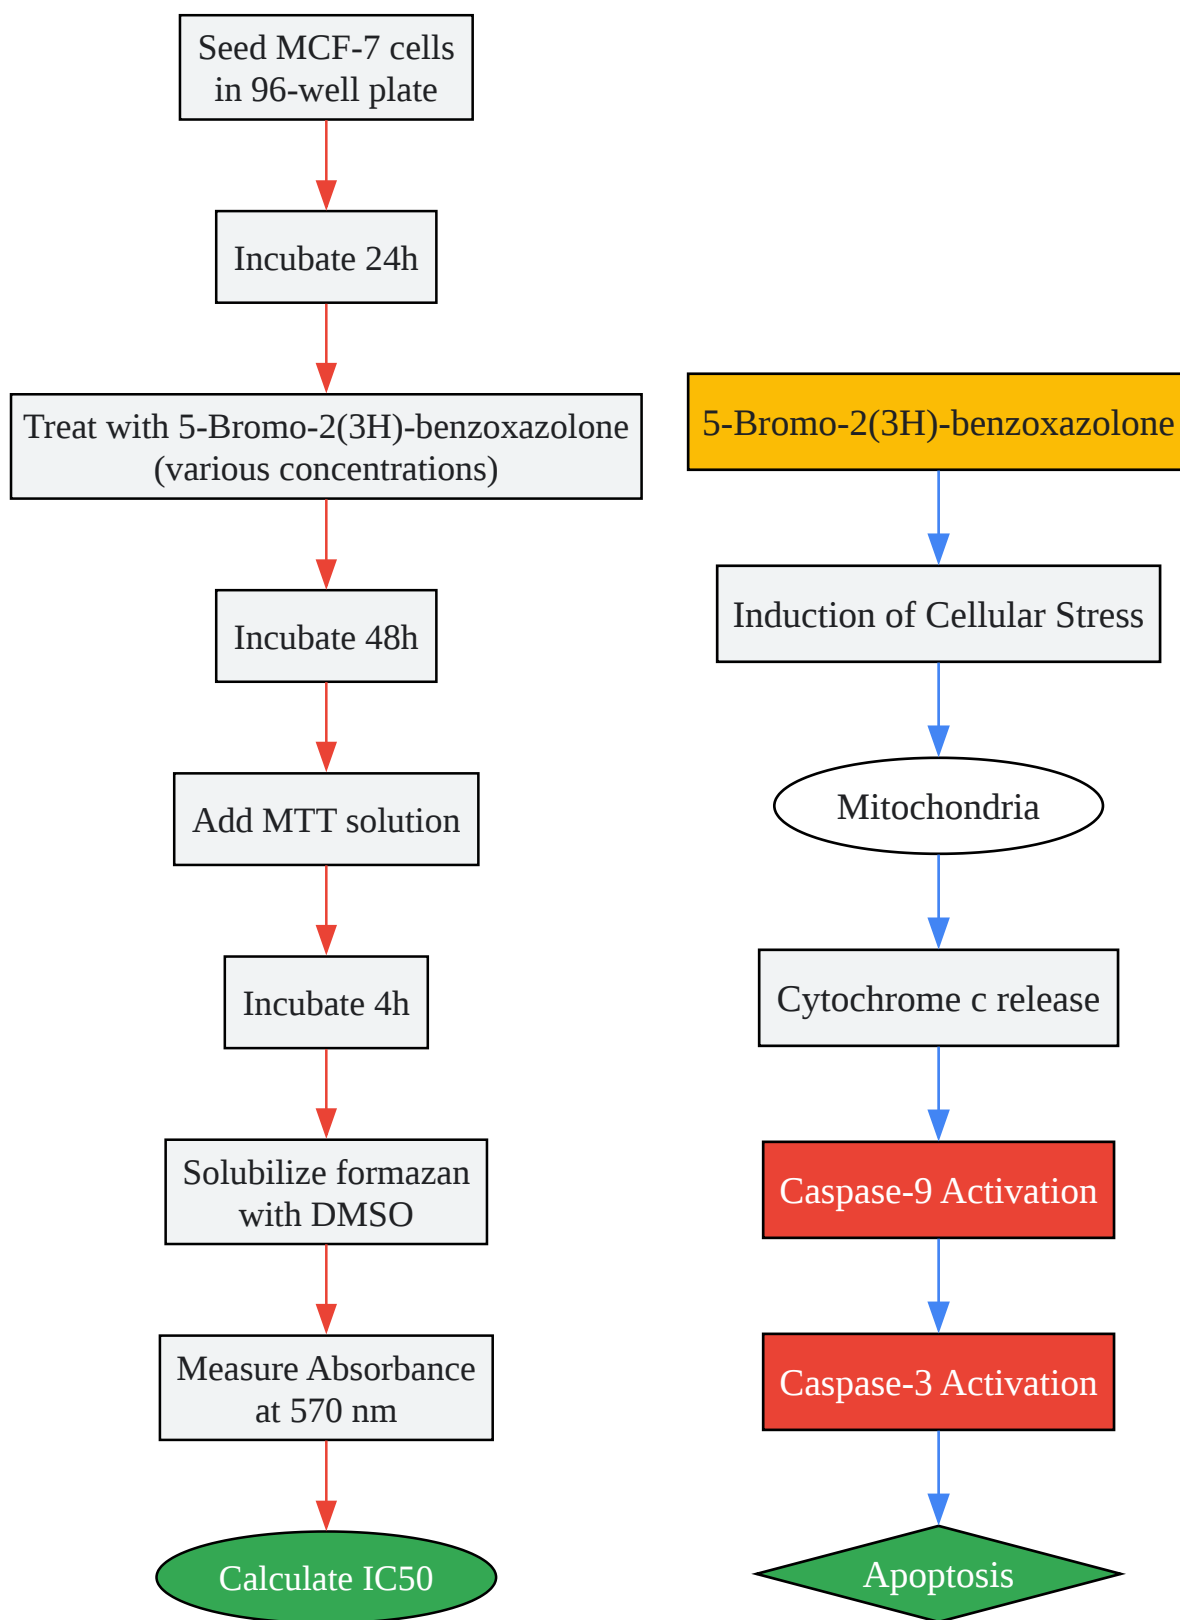 Seed MCF-7 cells
in 96-well plate
Incubate 24h
Treat with 5-Bromo-2(3H)-benzoxazolone
(various concentrations)
Incubate 48h
Add MTT solution
Incubate 4h
Solubilize formazan
with DMSO
Measure Absorbance
at 570 nm
Calculate IC50
5-Bromo-2(3H)-benzoxazolone
Induction of Cellular Stress
Mitochondria
Cytochrome c release
Caspase-9 Activation
Caspase-3 Activation
Apoptosis